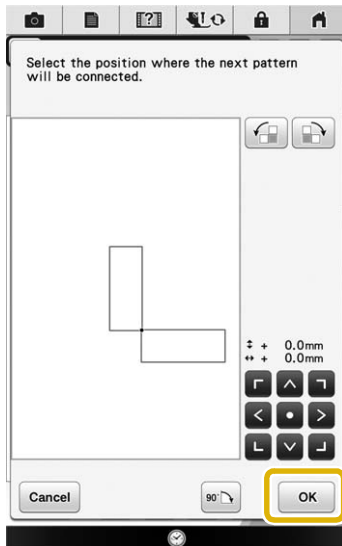 [?]
Select the position where the next pattern
will be connected.
+ 0.0mm
+ 0.0mm
Cancel
90°
OK